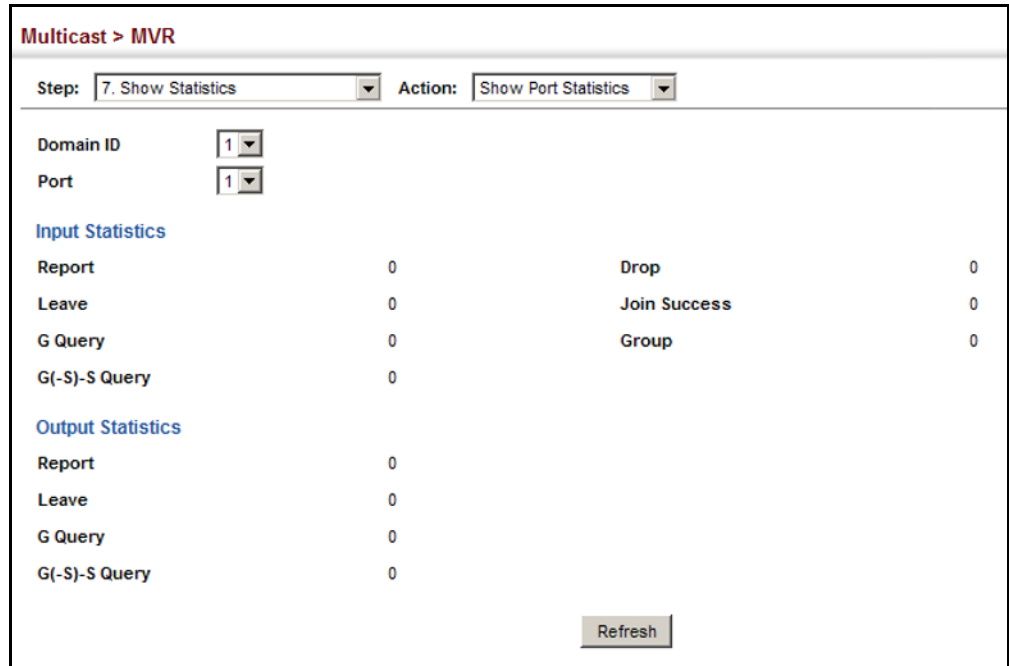 Multicast > MVR
Step: 7. Show Statistics Action: Show Port Statistics
Domain ID 1
Port 1
Input Statistics
Report 0 Drop 0
Leave 0 Join Success 0
G Query 0 Group 0
G(-S)-S Query 0
Output Statistics
Report 0
Leave 0
G Query 0
G(-S)-S Query 0
Refresh